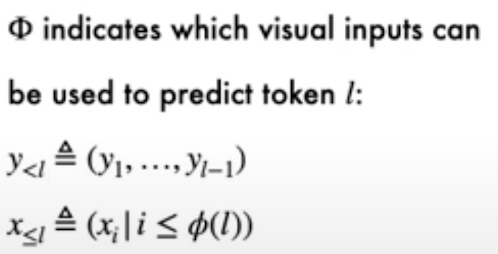 Φ indicates which visual inputs can
be used to predict token l:
y<l ≜ (y1, …, yl−1)
x≤l ≜ (xi | i ≤ ϕ(l))